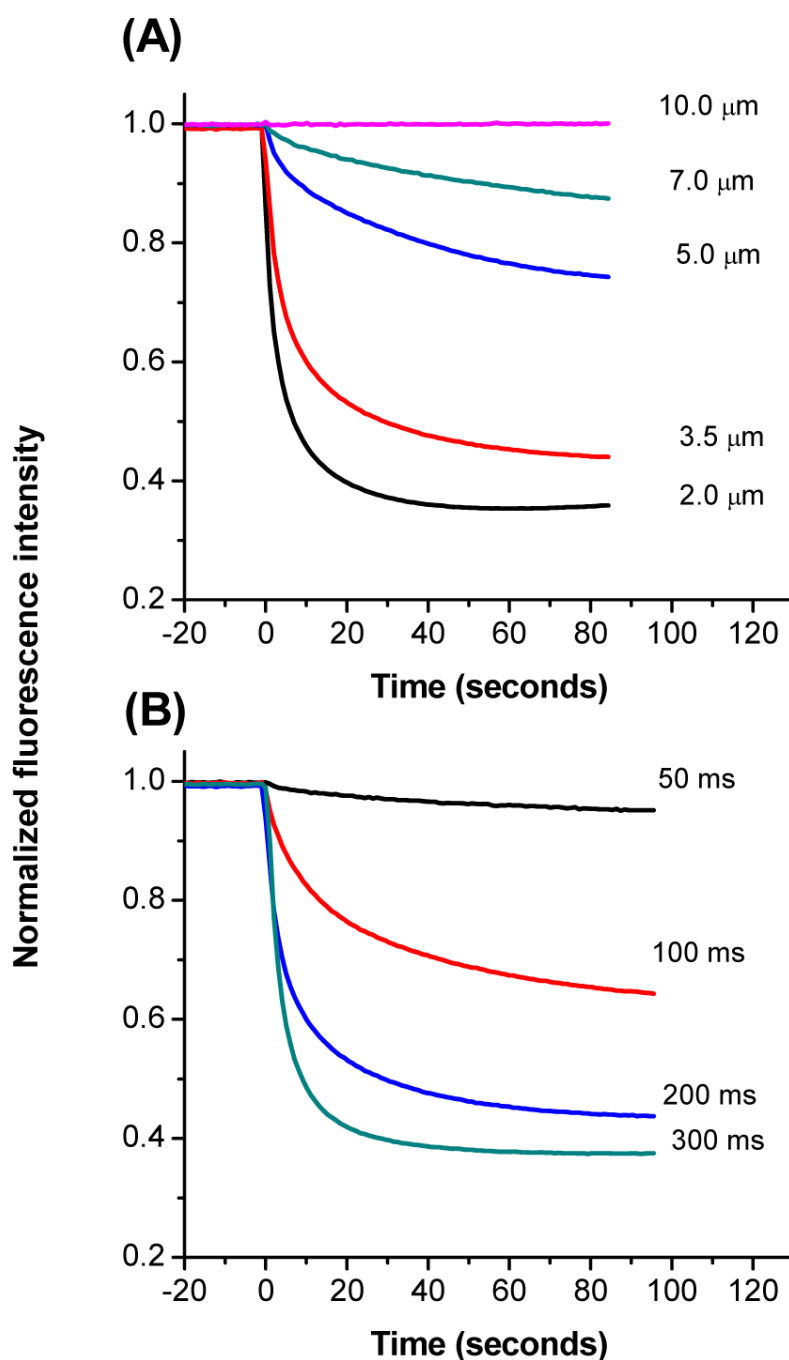 (A)
Normalized fluorescence intensity
1.0
0.8
0.6
0.4
0.2
10.0 μm
7.0 μm
5.0 μm
3.5 μm
2.0 μm
-20 0 20 40 60 80 100 120
Time (seconds)
(B)
1.0
0.8
0.6
0.4
0.2
50 ms
100 ms
200 ms
300 ms
-20 0 20 40 60 80 100 120
Time (seconds)